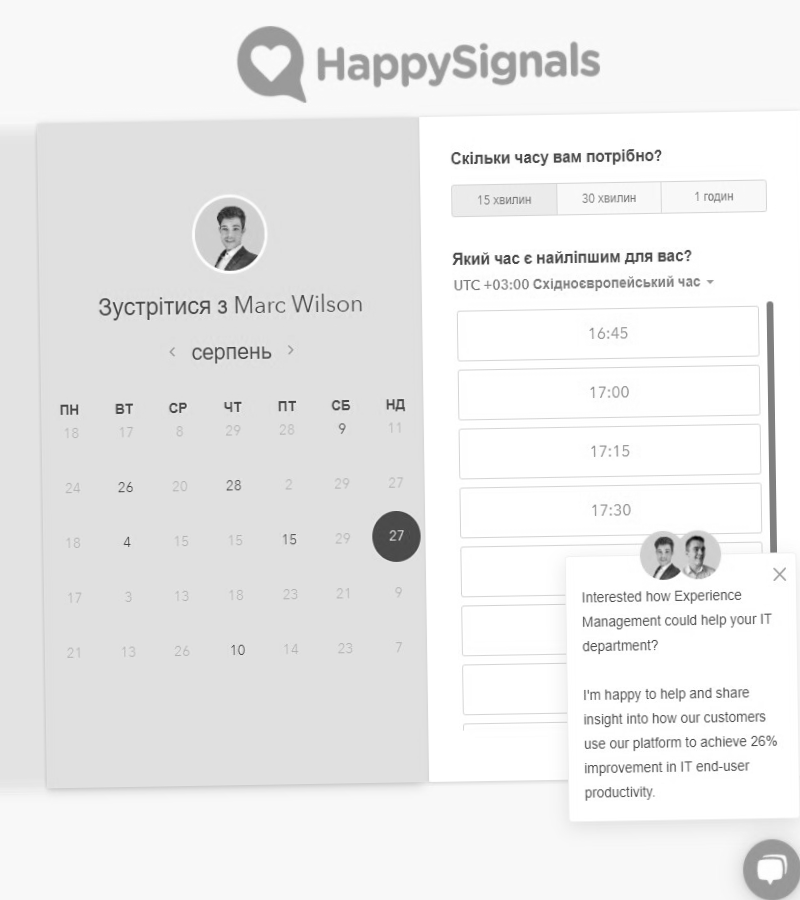 HappySignals
Зустрітися з Marc Wilson
серпень
ПН ВТ СР ЧТ ПТ СБ НД
18 17 8 29 28 9 11
24 26 20 28 2 29 27
18 4 15 15 15 29 27
17 3 13 18 23 21 9
21 13 26 10 14 23 7
Скільки часу вам потрібно?
15 хвилин 30 хвилин 1 годин
Який час є найліпшим для вас?
UTC +03:00 Східноєвропейський час
16:45
17:00
17:15
17:30
Interested how Experience
Management could help your IT
department?
I'm happy to help and share
insight into how our customers
use our platform to achieve 26%
improvement in IT end-user
productivity.